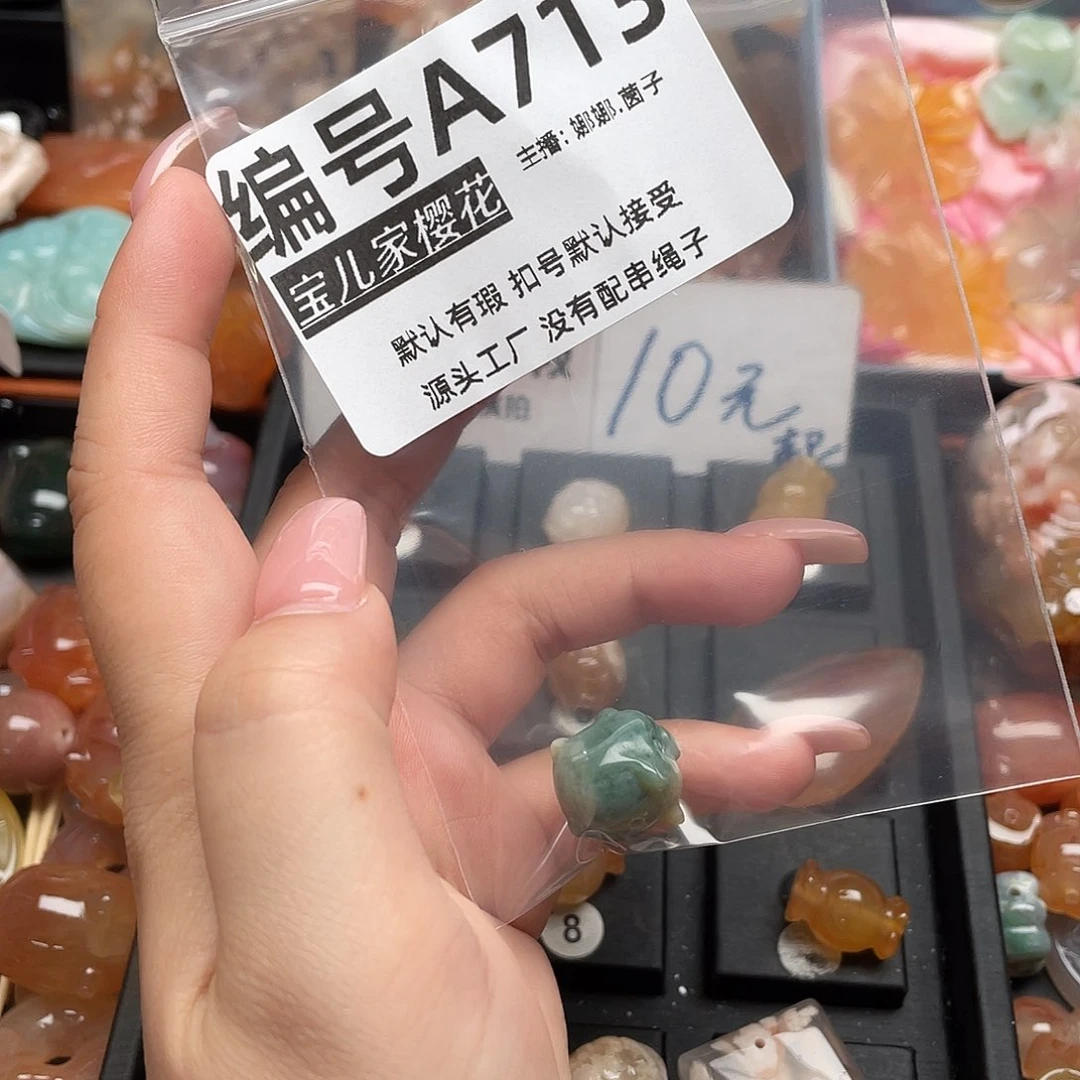 编号A713
主播：娜娜.菌子
宝儿家樱花
默认有瑕 扣号默认接受
源头工厂 没有配串绳子
10元
起
8